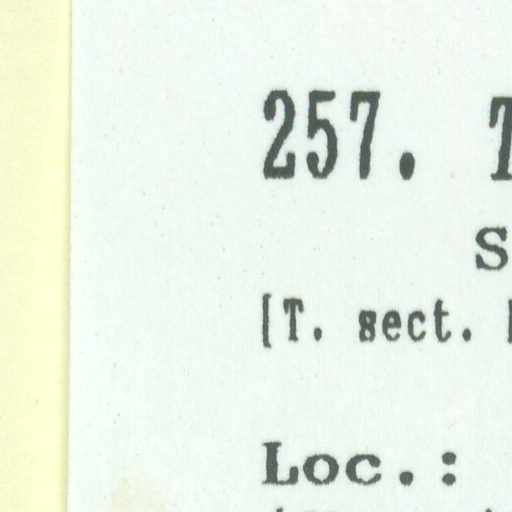 257. T
S
[T. sect.
Loc.: